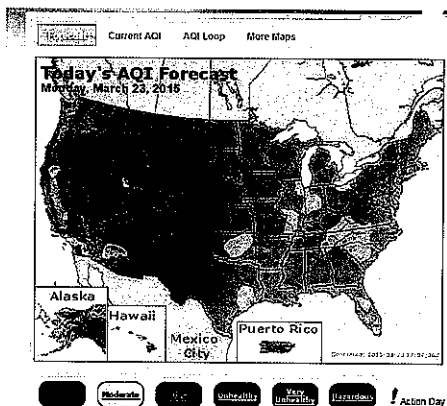 Forecast Current AQI AQI Loop More Maps
Today's AQI Forecast
Monday, March 23, 2015
Alaska
Hawaii
Mexico
City
Puerto Rico
Moderate Unhealthy Very Unhealthy Hazardous ! Action Day